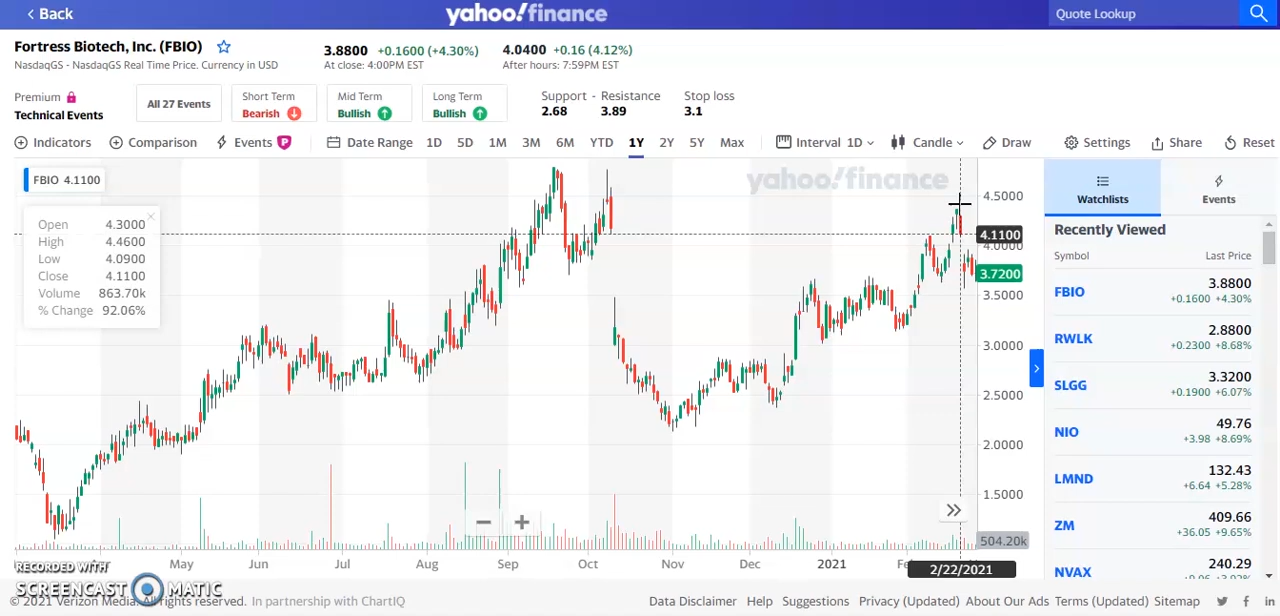 Back
yahoo!finance
Quote Lookup
Fortress Biotech, Inc. (FBIO)
NasdaqGS - NasdaqGS Real Time Price. Currency in USD
3.8800 +0.1600 (+4.30%)
At close: 4:00PM EST
4.0400 +0.16 (4.12%)
After hours: 7:59PM EST
Premium
Technical Events
All 27 Events
Short Term
Bearish
Mid Term
Bullish
Long Term
Bullish
Support - Resistance
2.68 3.89
Stop loss
3.1
Indicators Comparison Events P Date Range 1D 5D 1M 3M 6M YTD 1Y 2Y 5Y Max Interval 1D Candle Draw Settings Share Reset
FBIO 4.1100
Open 4.3000
High 4.4600
Low 4.0900
Close 4.1100
Volume 863.70k
% Change 92.06%
yahoo!finance
4.5000
4.1100
4.0000
3.7200
3.5000
3.0000
2.5000
2.0000
1.5000
504.20k
May Jun Jul Aug Sep Oct Nov Dec 2021
2/22/2021
Watchlists
Events
Recently Viewed
Symbol Last Price
FBIO 3.8800
+0.1600 +4.30%
RWLK 2.8800
+0.2300 +8.68%
SLGG 3.3200
+0.1900 +6.07%
NIO 49.76
+3.98 +8.69%
LMND 132.43
+6.64 +5.28%
ZM 409.66
+36.05 +9.65%
NVAX 240.29
RECORDED WITH
SCREENCAST MATIC
© 2021 Verizon Media. All rights reserved. In partnership with ChartIQ
Data Disclaimer Help Suggestions Privacy (Updated) About Our Ads Terms (Updated) Sitemap